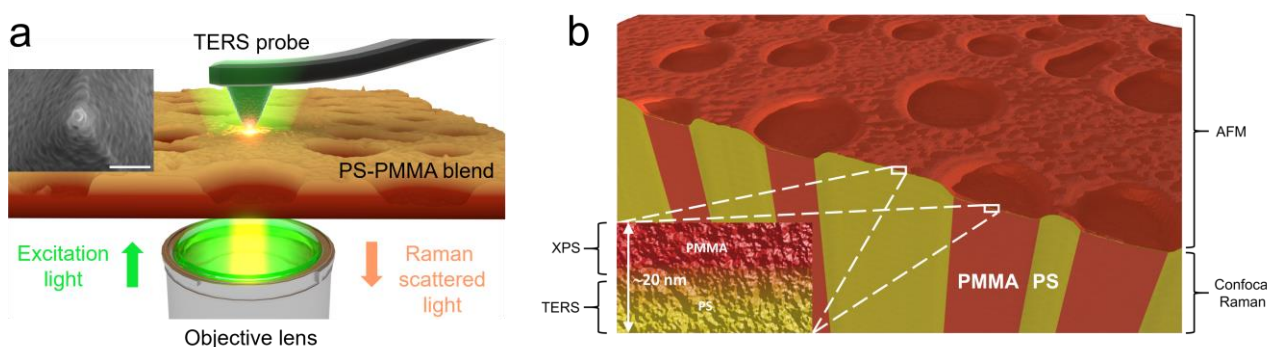 a
TERS probe
PS-PMMA blend
Excitation
light
Raman
scattered
light
Objective lens
b
AFM
XPS
TERS
PMMA
~20 nm
PS
PMMA PS
Confoca
Raman